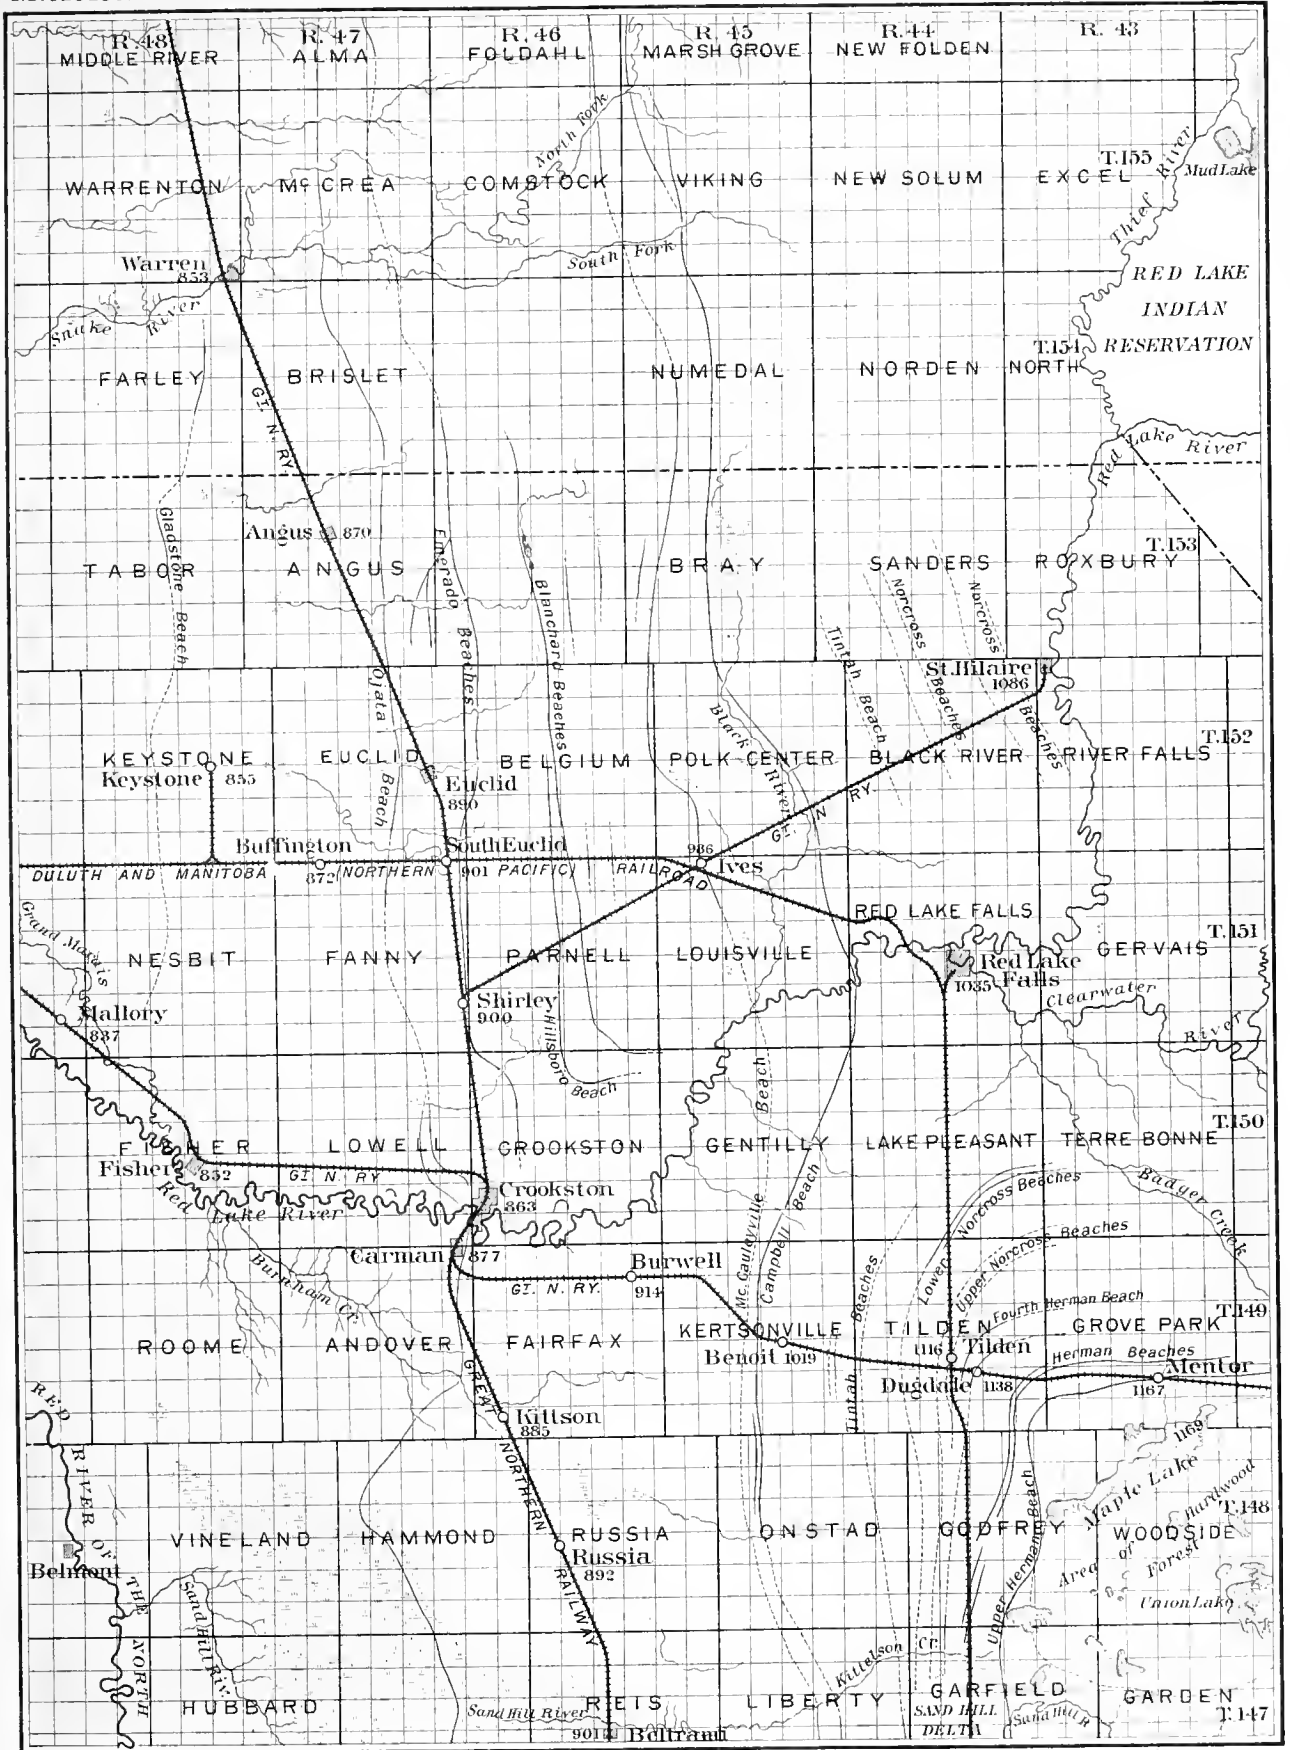 R. 48 R. 47 R. 46 R. 45 R. 44 R. 43
MIDDLE RIVER ALMA FOLDAHL MARSH GROVE NEW FOLDEN
North Fork
Thief River
T.155
Mud Lake
WARRENTON McCREA COMSTOCK VIKING NEW SOLUM EXCEL
Warren
853
South Fork
RED LAKE
INDIAN
RESERVATION
Snake River
T.154
FARLEY BRISLET NUMEDAL NORDEN NORTH
GT. N. RY.
Red Lake River
Gladstone Beach
Angus 870
Emerado Beaches
Blanchard Beaches
T.153
TABOR ANGUS BRAY SANDERS ROXBURY
Norcross Beaches
Norcross Beaches
Tintah Beach
Ojata Beach
St. Hilaire
1086
Black River
T.152
KEYSTONE EUCLID BELGIUM POLK CENTER BLACK RIVER RIVER FALLS
Keystone 855
Euclid
890
GT. N RY.
Buffington
872
South Euclid
901
986
Ives
DULUTH AND MANITOBA (NORTHERN PACIFIC) RAILROAD
Grand Marais
RED LAKE FALLS
T.151
NESBIT FANNY PARNELL LOUISVILLE GERVAIS
Red Lake
Falls
1035
Clearwater River
Mallory
837
Shirley
900
Hillsboro Beach
T.150
FISHER LOWELL CROOKSTON GENTILLY LAKE PLEASANT TERRE BONNE
Fisher 852
GT. N. RY
Red Lake River
Crookston
863
Badger Creek
Mc. Cauleyville Beach
Campbell Beach
Lower Norcross Beaches
Upper Norcross Beaches
Carman 877
Burnham Cr.
Burwell
914
GT. N. RY.
Tintah Beaches
Fourth Herman Beach
T.149
ROOME ANDOVER FAIRFAX KERTSONVILLE TILDEN GROVE PARK
Benoit 1019
1116 Tilden
Herman Beaches
Dugdale 1138
Mentor
1167
Kittson
885
GREAT NORTHERN RAILWAY
RED RIVER OF THE NORTH
1169
Maple Lake
T.148
VINELAND HAMMOND RUSSIA ONSTAD GODFREY WOODSIDE
Russia
892
Belmont
Upper Herman Beach
Area of Hardwood Forest
Union Lake
Sand Hill Riv.
Kittelson Cr.
HUBBARD REIS LIBERTY GARFIELD GARDEN
T.147
Sand Hill River
SAND HILL
DELTA
Sand Hill R
901 Beltrami